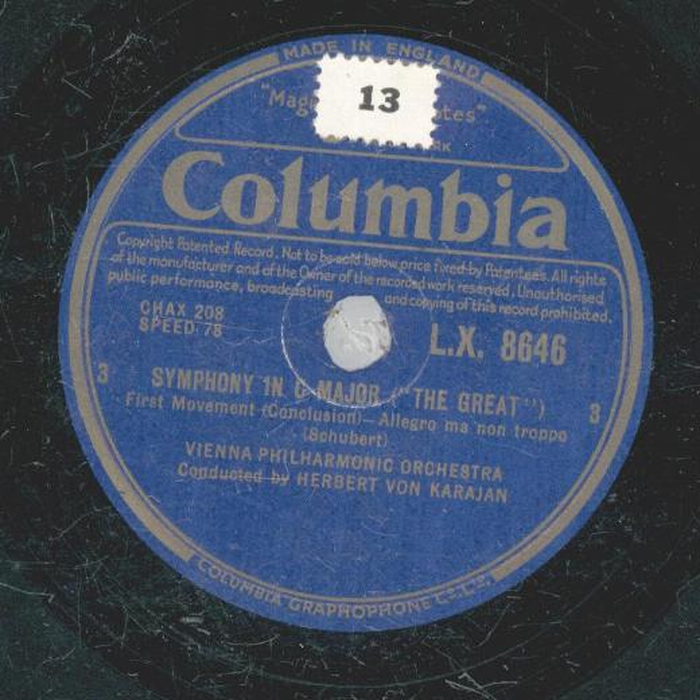 MADE IN ENGLAND
13
Columbia
Copyright Patented Record. Not to be sold below price fixed by Patentees. All rights
of the manufacturer and of the Owner of the recorded work reserved. Unauthorised
public performance, broadcasting and copying of this record prohibited.
CHAX 208
SPEED 78
L.X. 8646
3
SYMPHONY IN C MAJOR ("THE GREAT")
3
First Movement (Conclusion)—Allegro ma non troppo
(Schubert)
VIENNA PHILHARMONIC ORCHESTRA
Conducted by HERBERT VON KARAJAN
COLUMBIA GRAPHOPHONE Co. Ltd.